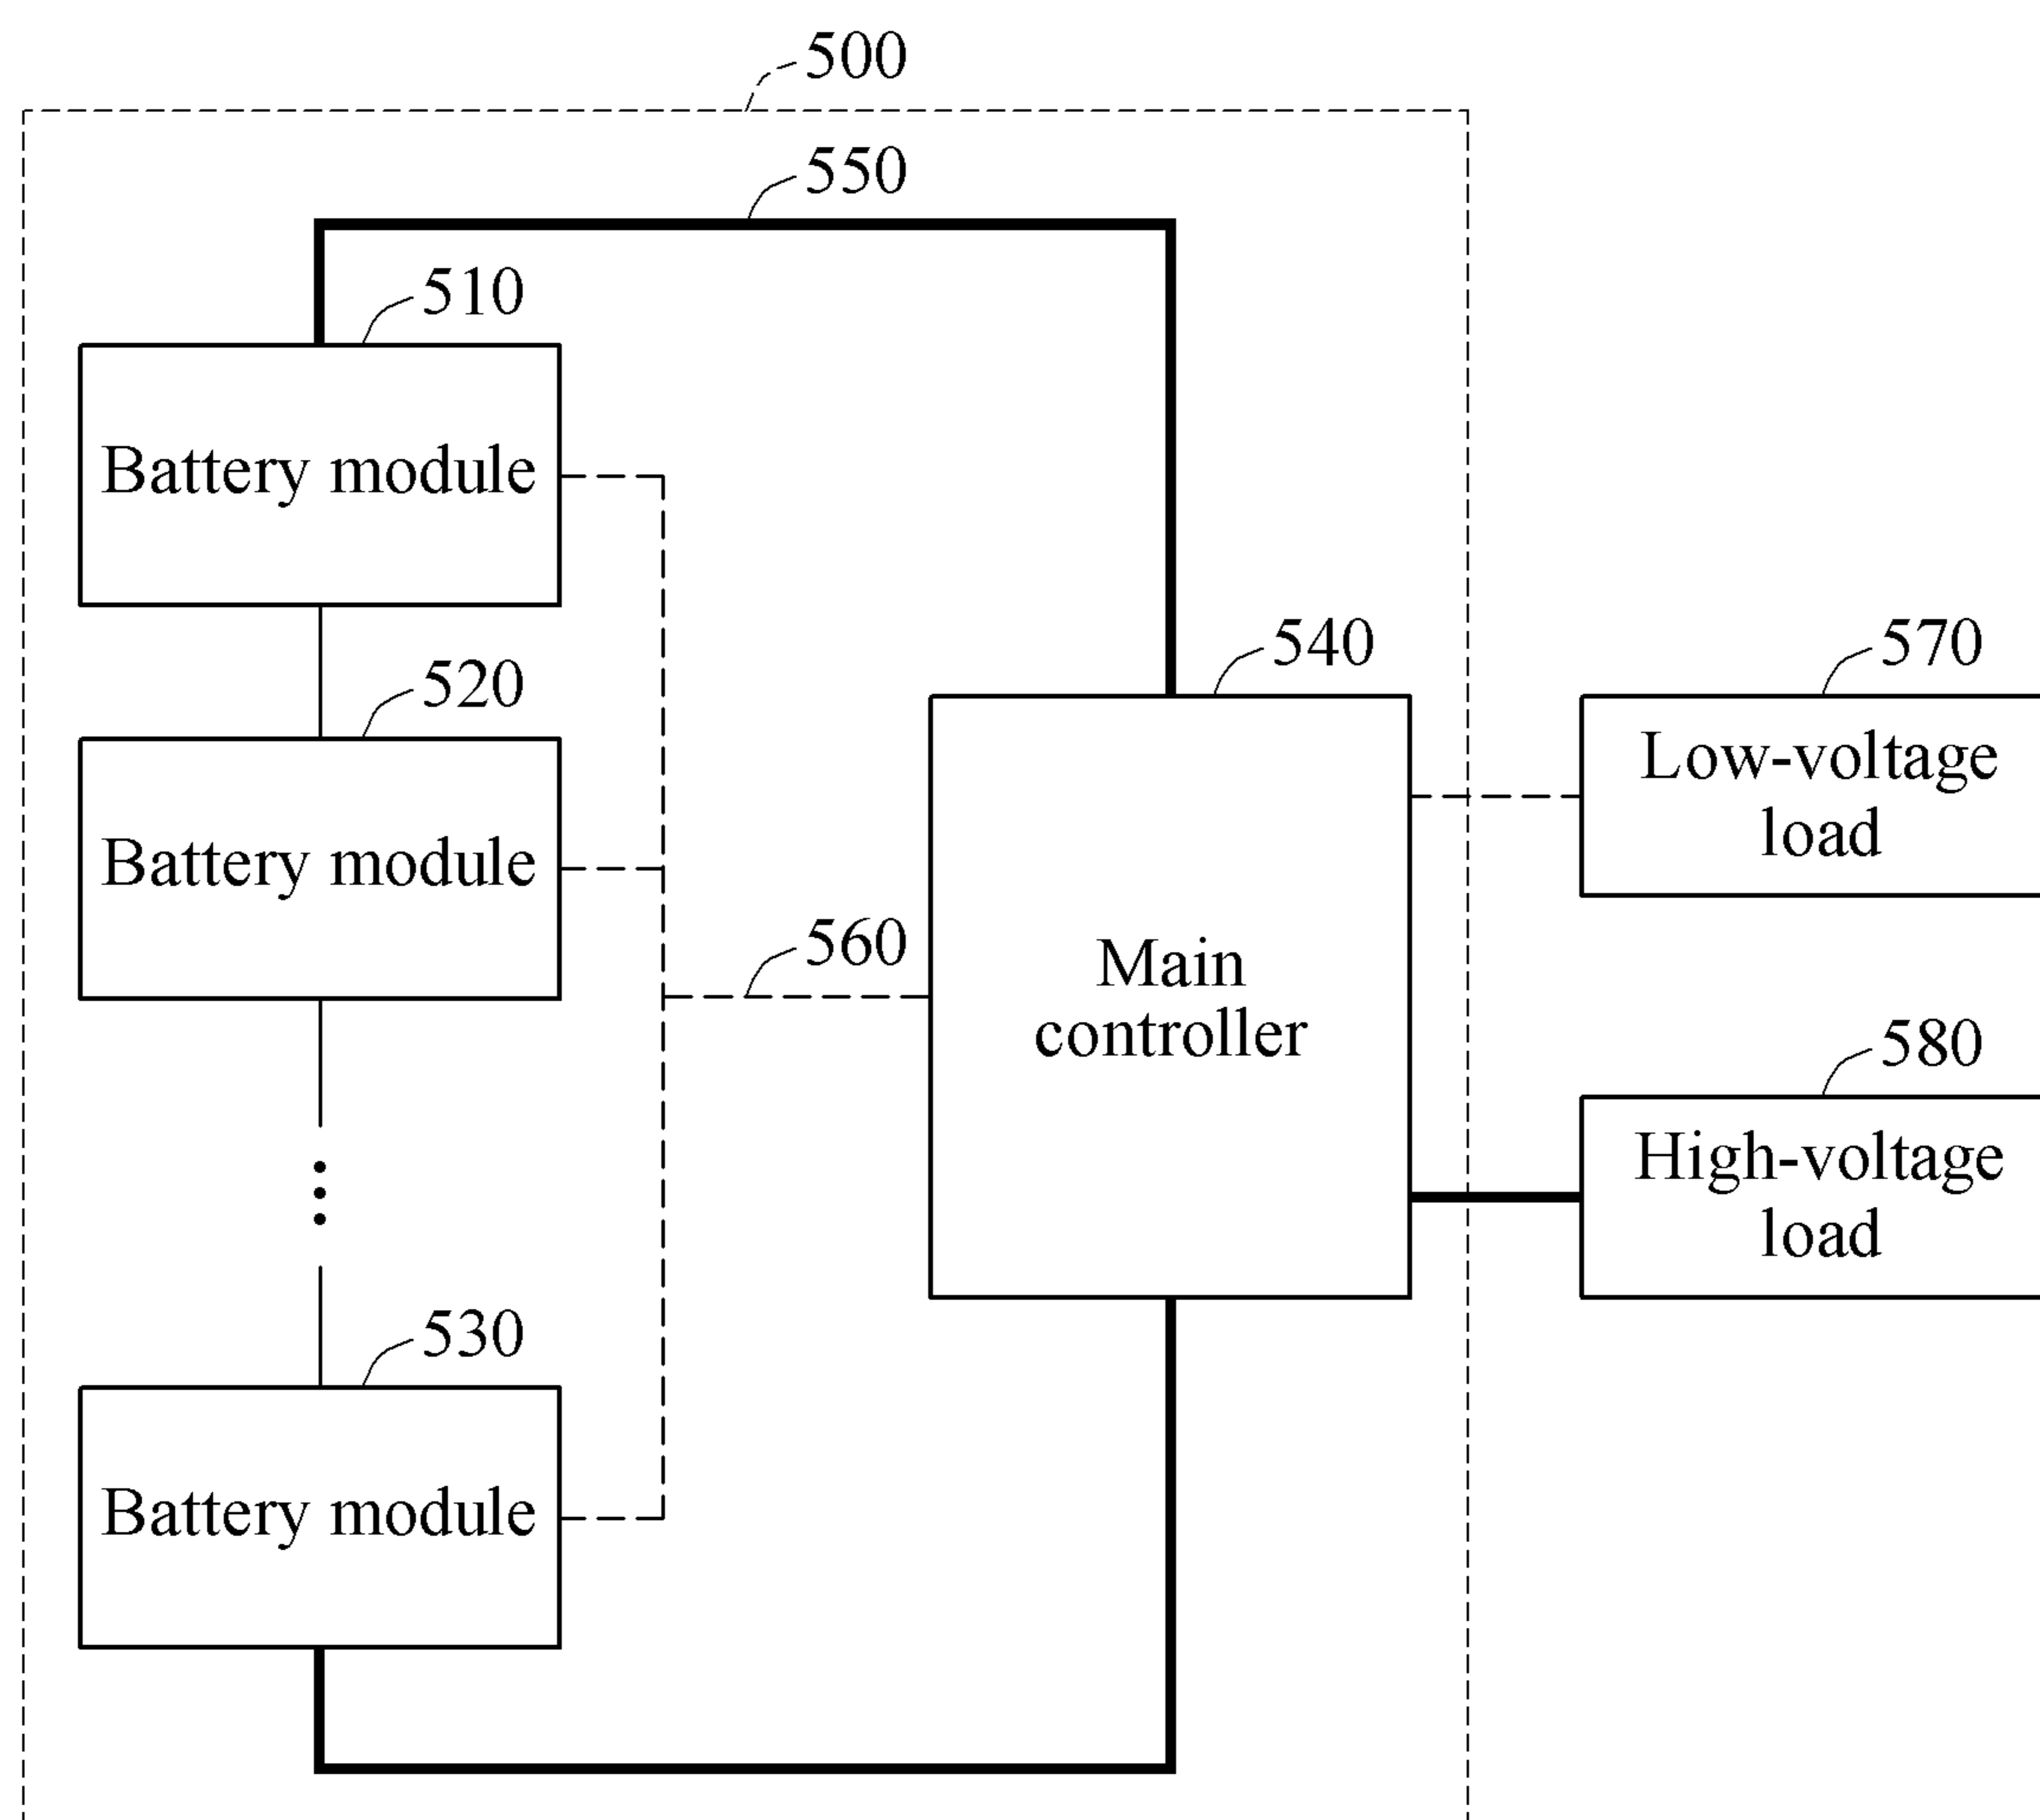 500
550
510
Battery module
520
Battery module
530
Battery module
560
540
Main
controller
570
Low-voltage
load
580
High-voltage
load